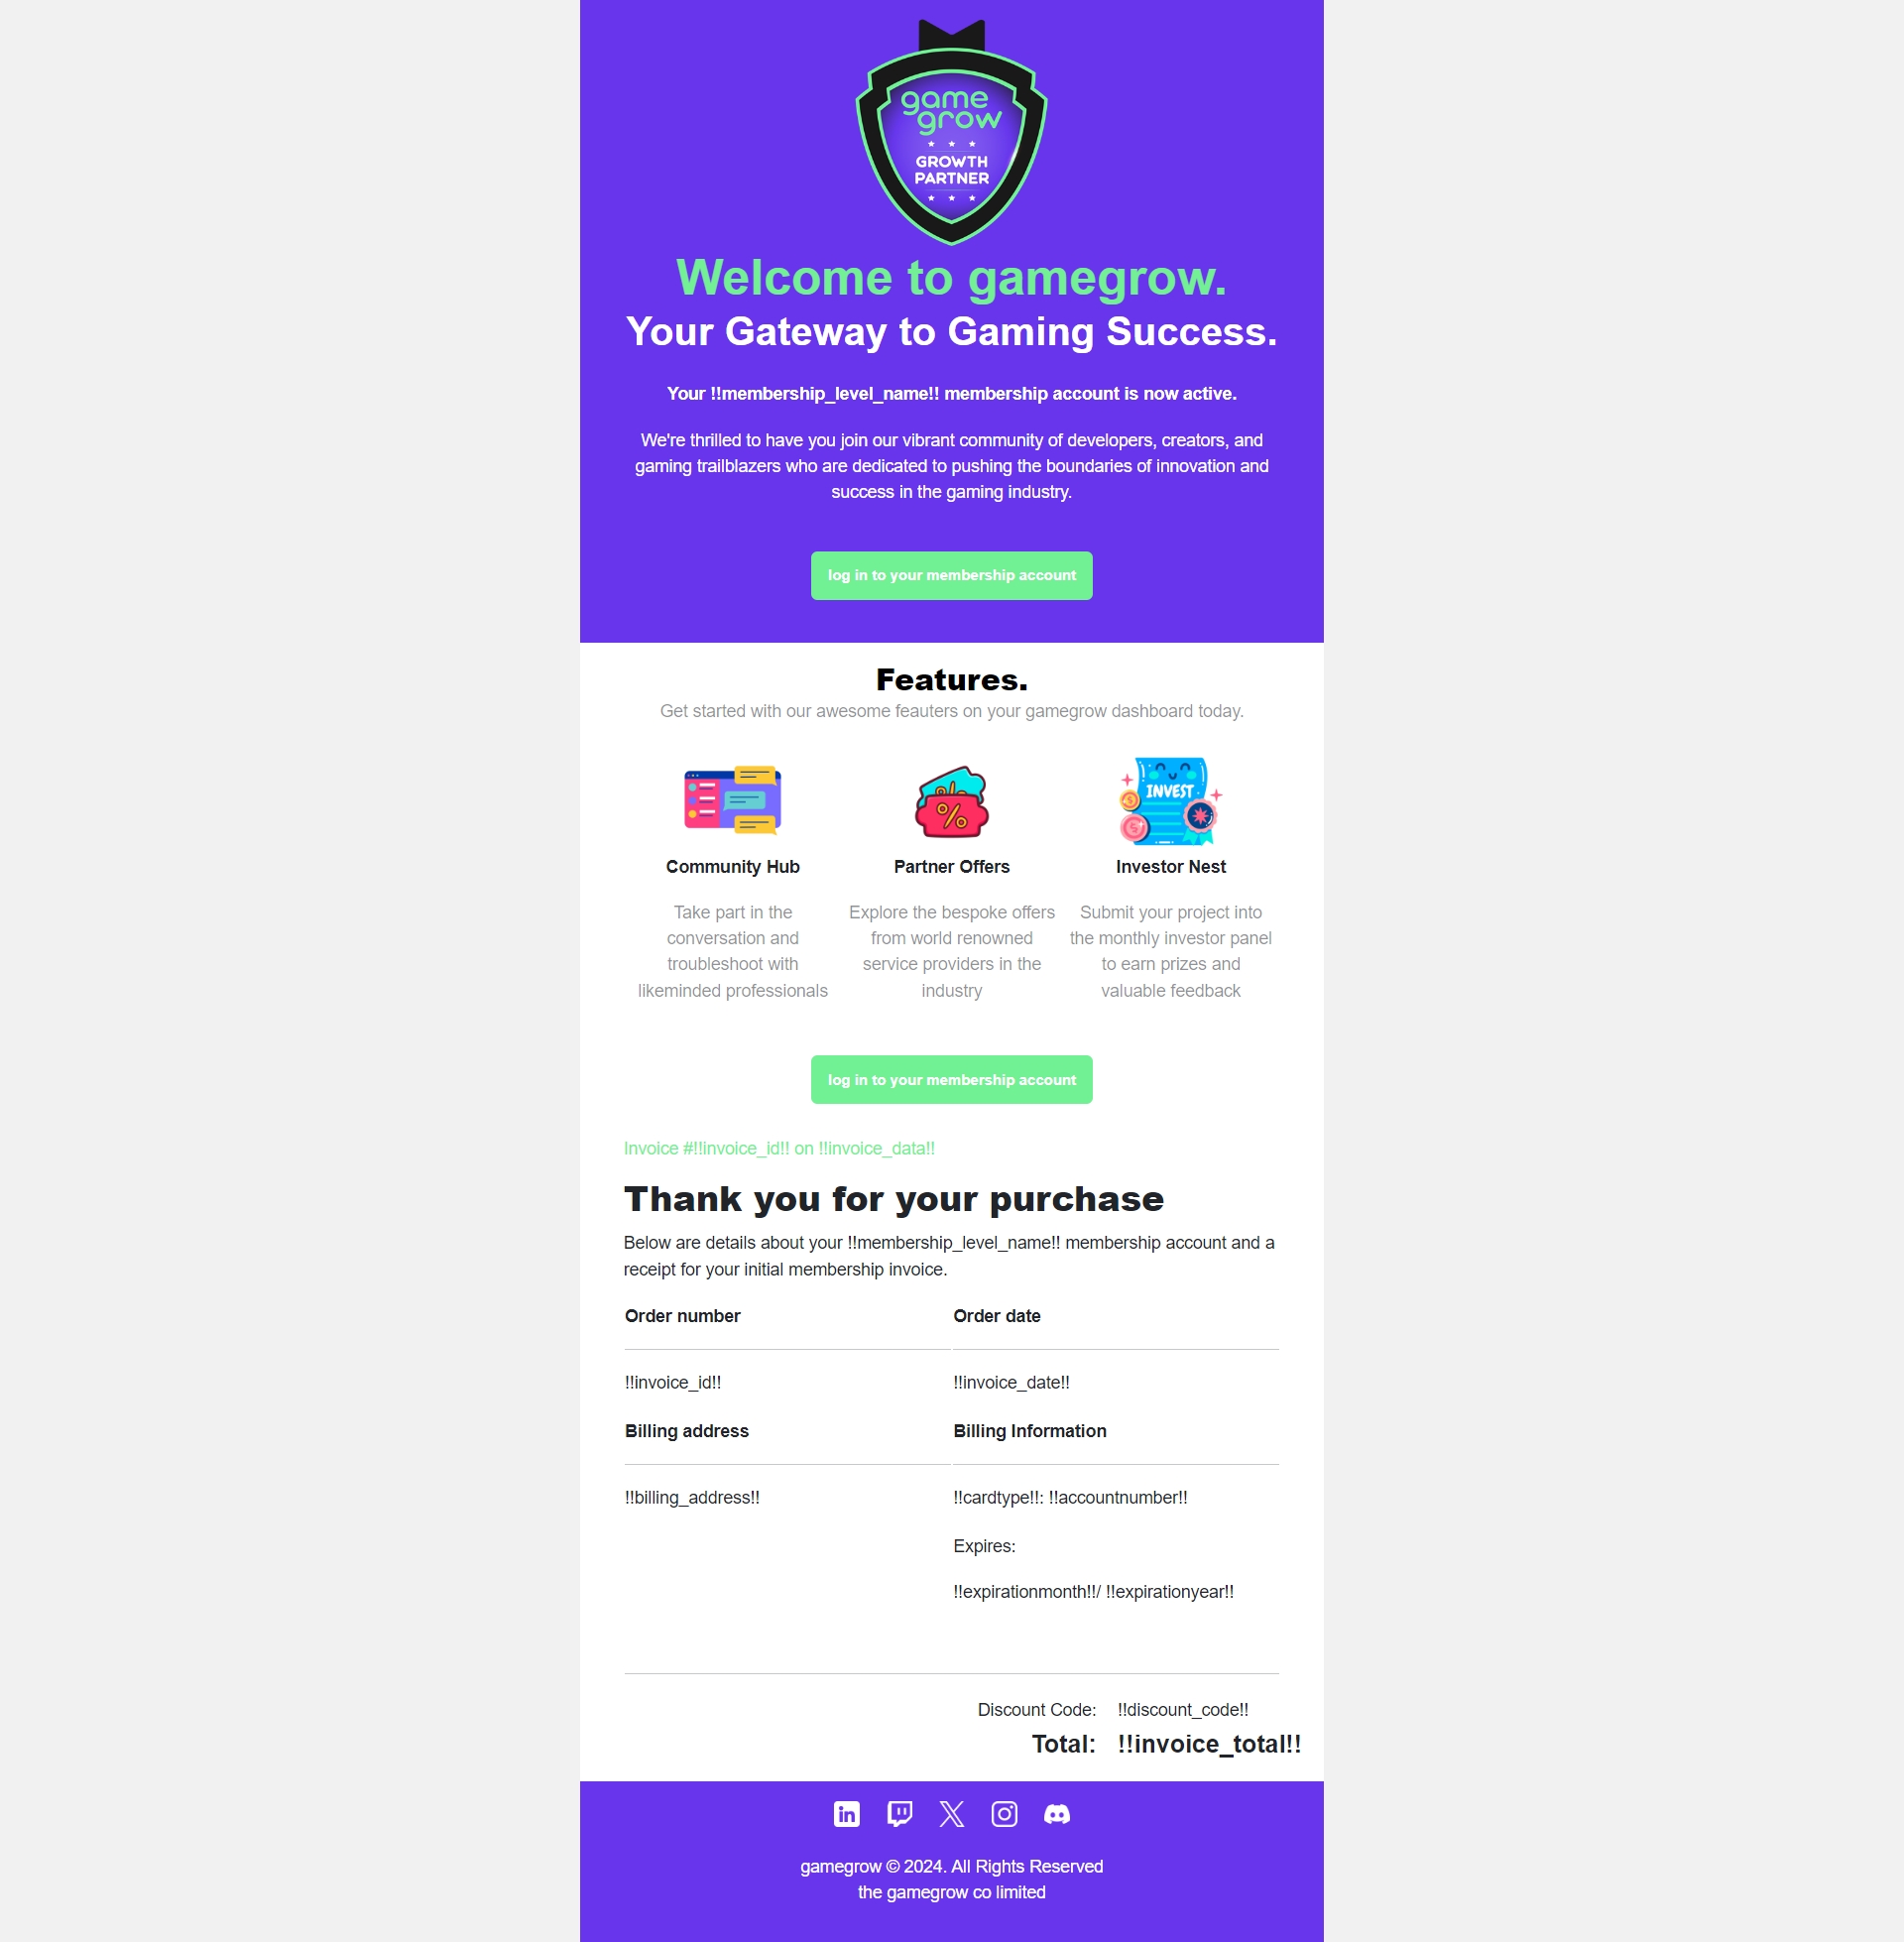 game
grow
GROWTH
PARTNER
Welcome to gamegrow.
Your Gateway to Gaming Success.
Your !!membership_level_name!! membership account is now active.
We're thrilled to have you join our vibrant community of developers, creators, and
gaming trailblazers who are dedicated to pushing the boundaries of innovation and
success in the gaming industry.
log in to your membership account
Features.
Get started with our awesome feauters on your gamegrow dashboard today.
INVEST
Community Hub
Partner Offers
Investor Nest
Take part in the
conversation and
troubleshoot with
likeminded professionals
Explore the bespoke offers
from world renowned
service providers in the
industry
Submit your project into
the monthly investor panel
to earn prizes and
valuable feedback
log in to your membership account
Invoice #!!invoice_id!! on !!invoice_data!!
Thank you for your purchase
Below are details about your !!membership_level_name!! membership account and a
receipt for your initial membership invoice.
Order number
Order date
!!invoice_id!!
!!invoice_date!!
Billing address
Billing Information
!!billing_address!!
!!cardtype!!: !!accountnumber!!
Expires:
!!expirationmonth!!/ !!expirationyear!!
Discount Code: !!discount_code!!
Total: !!invoice_total!!
in
gamegrow © 2024. All Rights Reserved
the gamegrow co limited